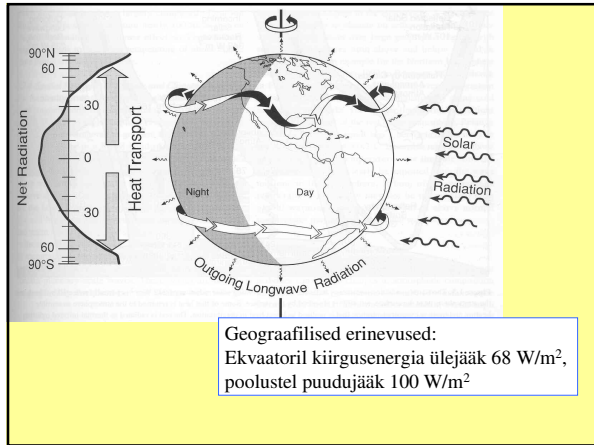 90°N
60
30
0
30
60
90°S
Net Radiation
Heat Transport
Night
Day
Solar
Radiation
Outgoing Longwave Radiation
Geograafilised erinevused:
Ekvaatoril kiirgusenergia ülejääk 68 W/m²,
poolustel puudujääk 100 W/m²